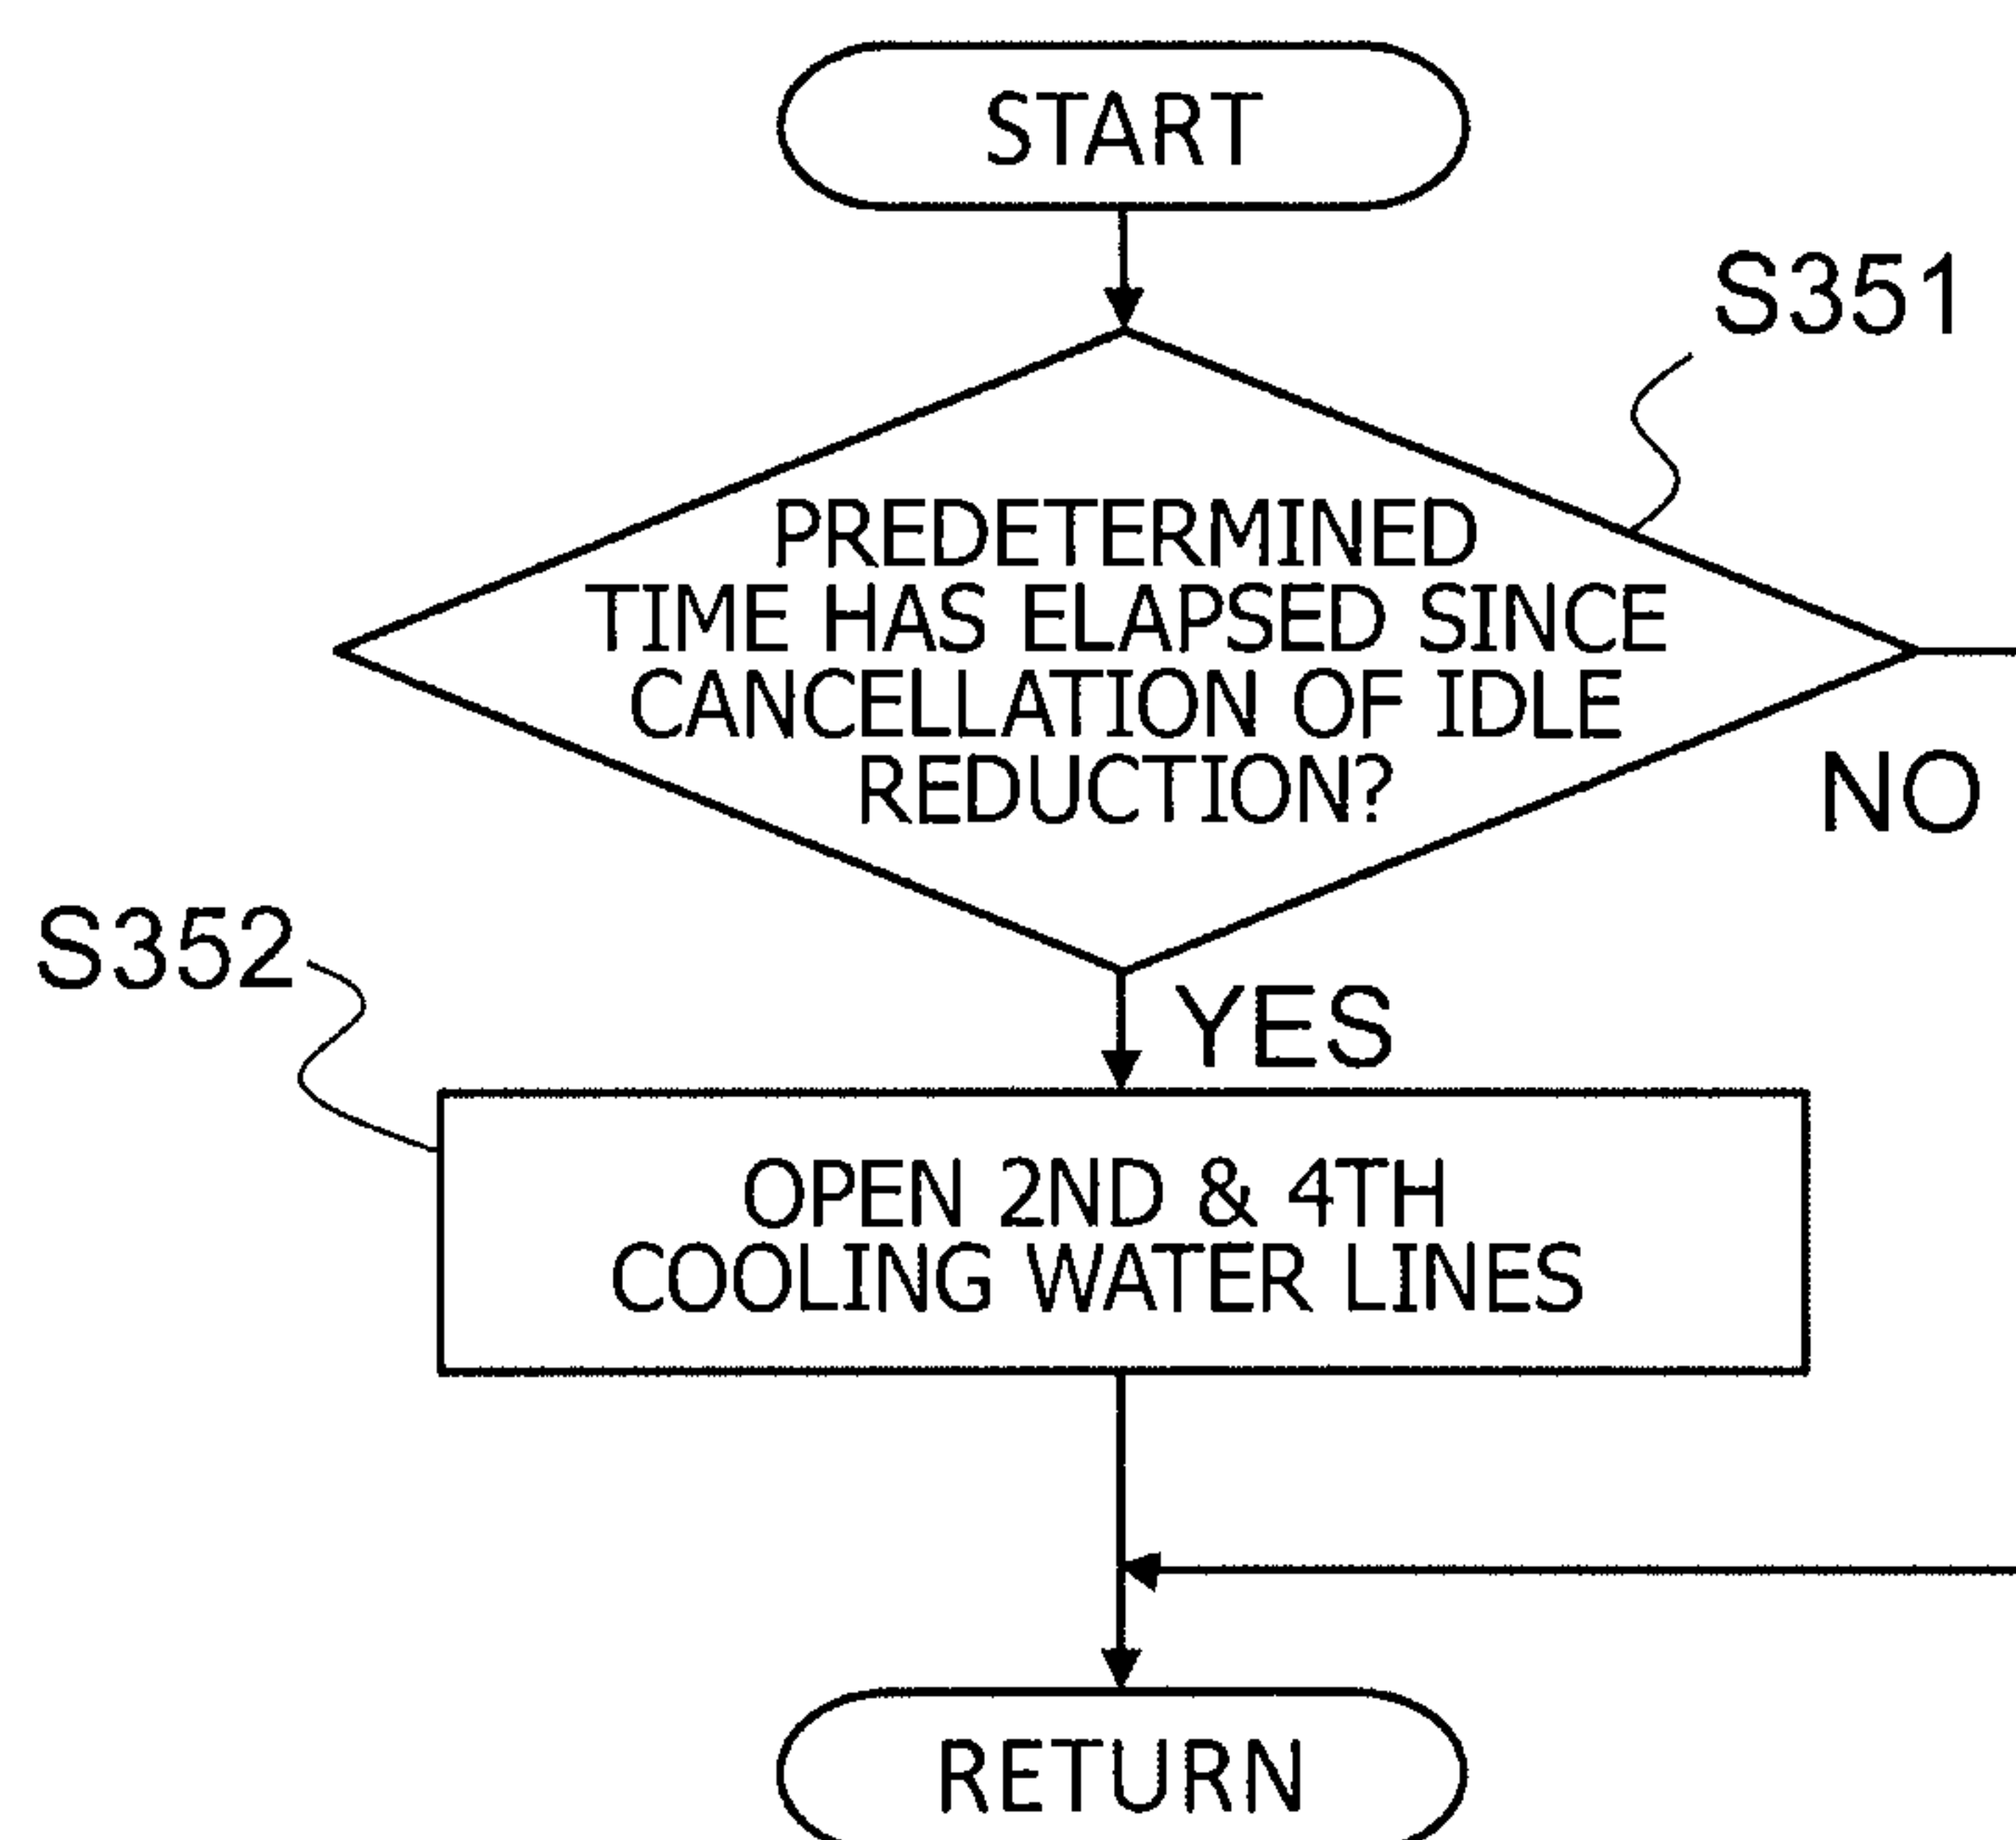 START
S351
PREDETERMINED
TIME HAS ELAPSED SINCE
CANCELLATION OF IDLE
REDUCTION?
NO
S352
YES
OPEN 2ND & 4TH
COOLING WATER LINES
RETURN